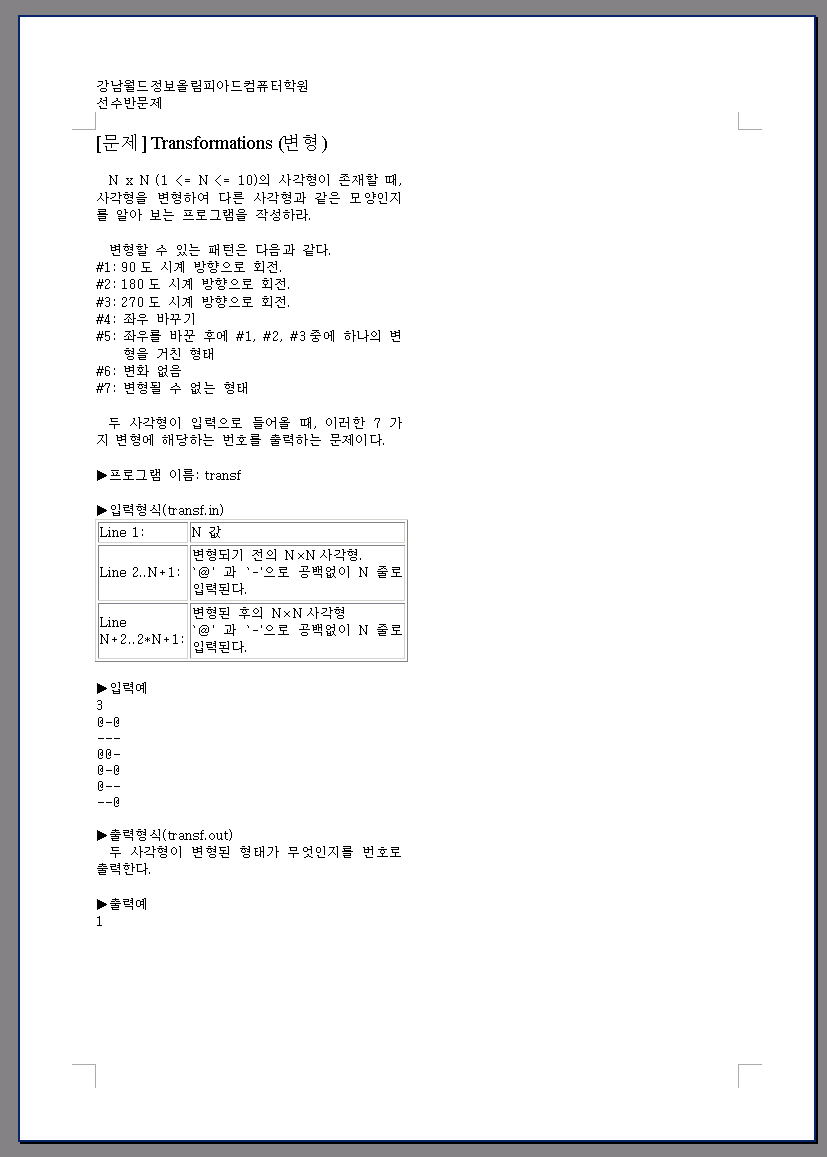 강남월드정보올림피아드컴퓨터학원
선수반문제
[문제] Transformations (변형)
N x N (1 <= N <= 10)의 사각형이 존재할 때,
사각형을 변형하여 다른 사각형과 같은 모양인지
를 알아 보는 프로그램을 작성하라.
변형할 수 있는 패턴은 다음과 같다.
#1: 90도 시계 방향으로 회전.
#2: 180도 시계 방향으로 회전.
#3: 270도 시계 방향으로 회전.
#4: 좌우 바꾸기
#5: 좌우를 바꾼 후에 #1, #2, #3중에 하나의 변
형을 거친 형태
#6: 변화 없음
#7: 변형될 수 없는 형태
두 사각형이 입력으로 들어올 때, 이러한 7 가
지 변형에 해당하는 번호를 출력하는 문제이다.
▶프로그램 이름: transf
▶입력형식(transf.in)
Line 1: N 값
Line 2..N+1: 변형되기 전의 N×N사각형.
`@' 과 `-'으로 공백없이 N 줄로
입력된다.
Line
N+2..2*N+1: 변형된 후의 N×N사각형
`@' 과 `-'으로 공백없이 N 줄로
입력된다.
▶입력예
3
@-@
---
@@-
@-@
@--
--@
▶출력형식(transf.out)
두 사각형이 변형된 형태가 무엇인지를 번호로
출력한다.
▶출력예
1